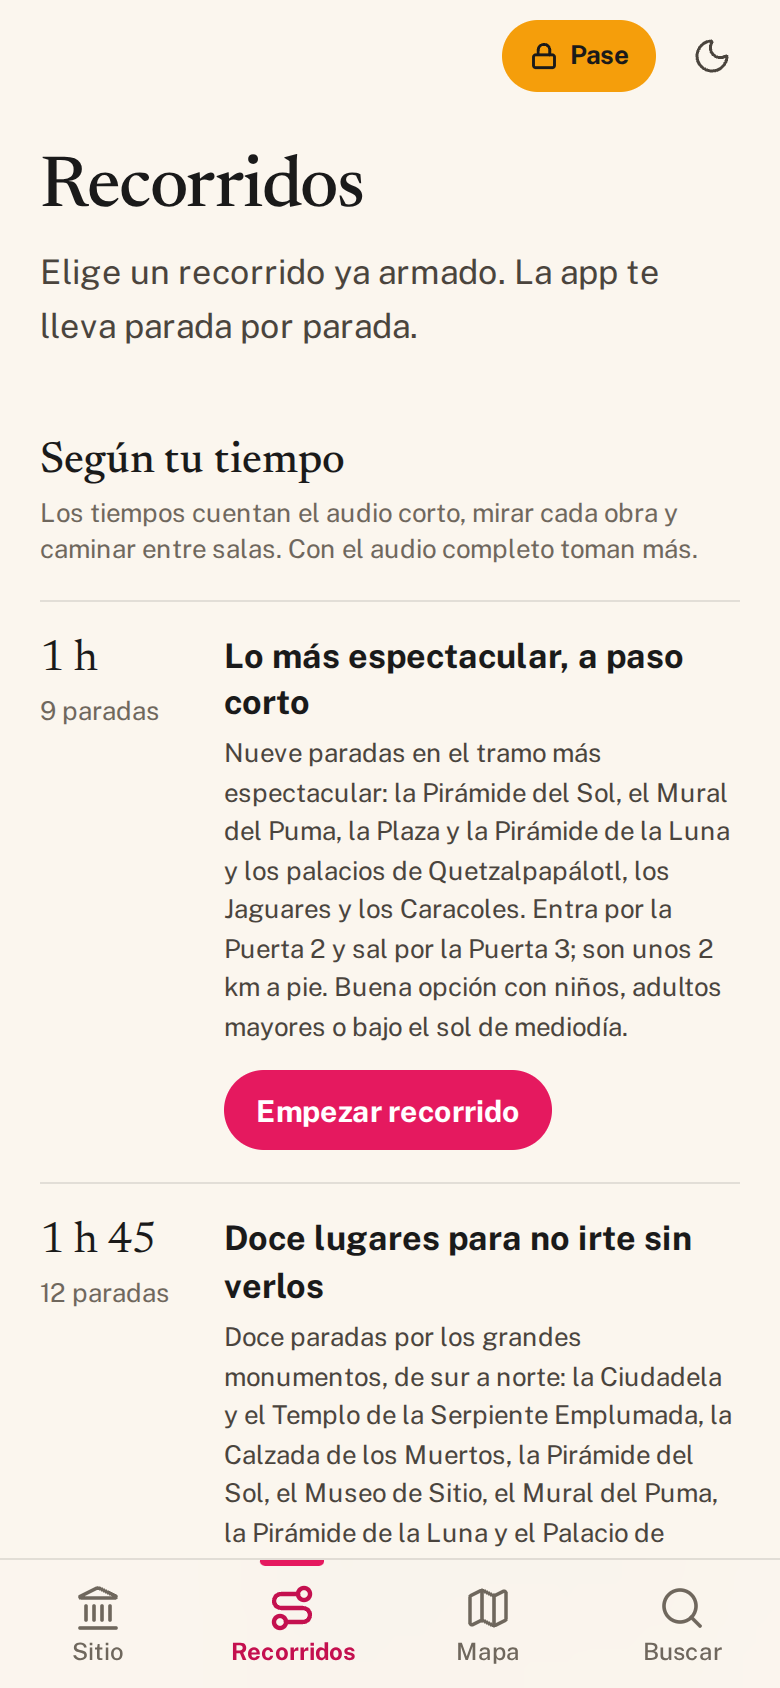 Pase
Recorridos
Elige un recorrido ya armado. La app te
lleva parada por parada.
Según tu tiempo
Los tiempos cuentan el audio corto, mirar cada obra y
caminar entre salas. Con el audio completo toman más.
1 h
9 paradas
Lo más espectacular, a paso
corto
Nueve paradas en el tramo más
espectacular: la Pirámide del Sol, el Mural
del Puma, la Plaza y la Pirámide de la Luna
y los palacios de Quetzalpapálotl, los
Jaguares y los Caracoles. Entra por la
Puerta 2 y sal por la Puerta 3; son unos 2
km a pie. Buena opción con niños, adultos
mayores o bajo el sol de mediodía.
Empezar recorrido
1 h 45
12 paradas
Doce lugares para no irte sin
verlos
Doce paradas por los grandes
monumentos, de sur a norte: la Ciudadela
y el Templo de la Serpiente Emplumada, la
Calzada de los Muertos, la Pirámide del
Sol, el Museo de Sitio, el Mural del Puma,
la Pirámide de la Luna y el Palacio de
Sitio
Recorridos
Mapa
Buscar